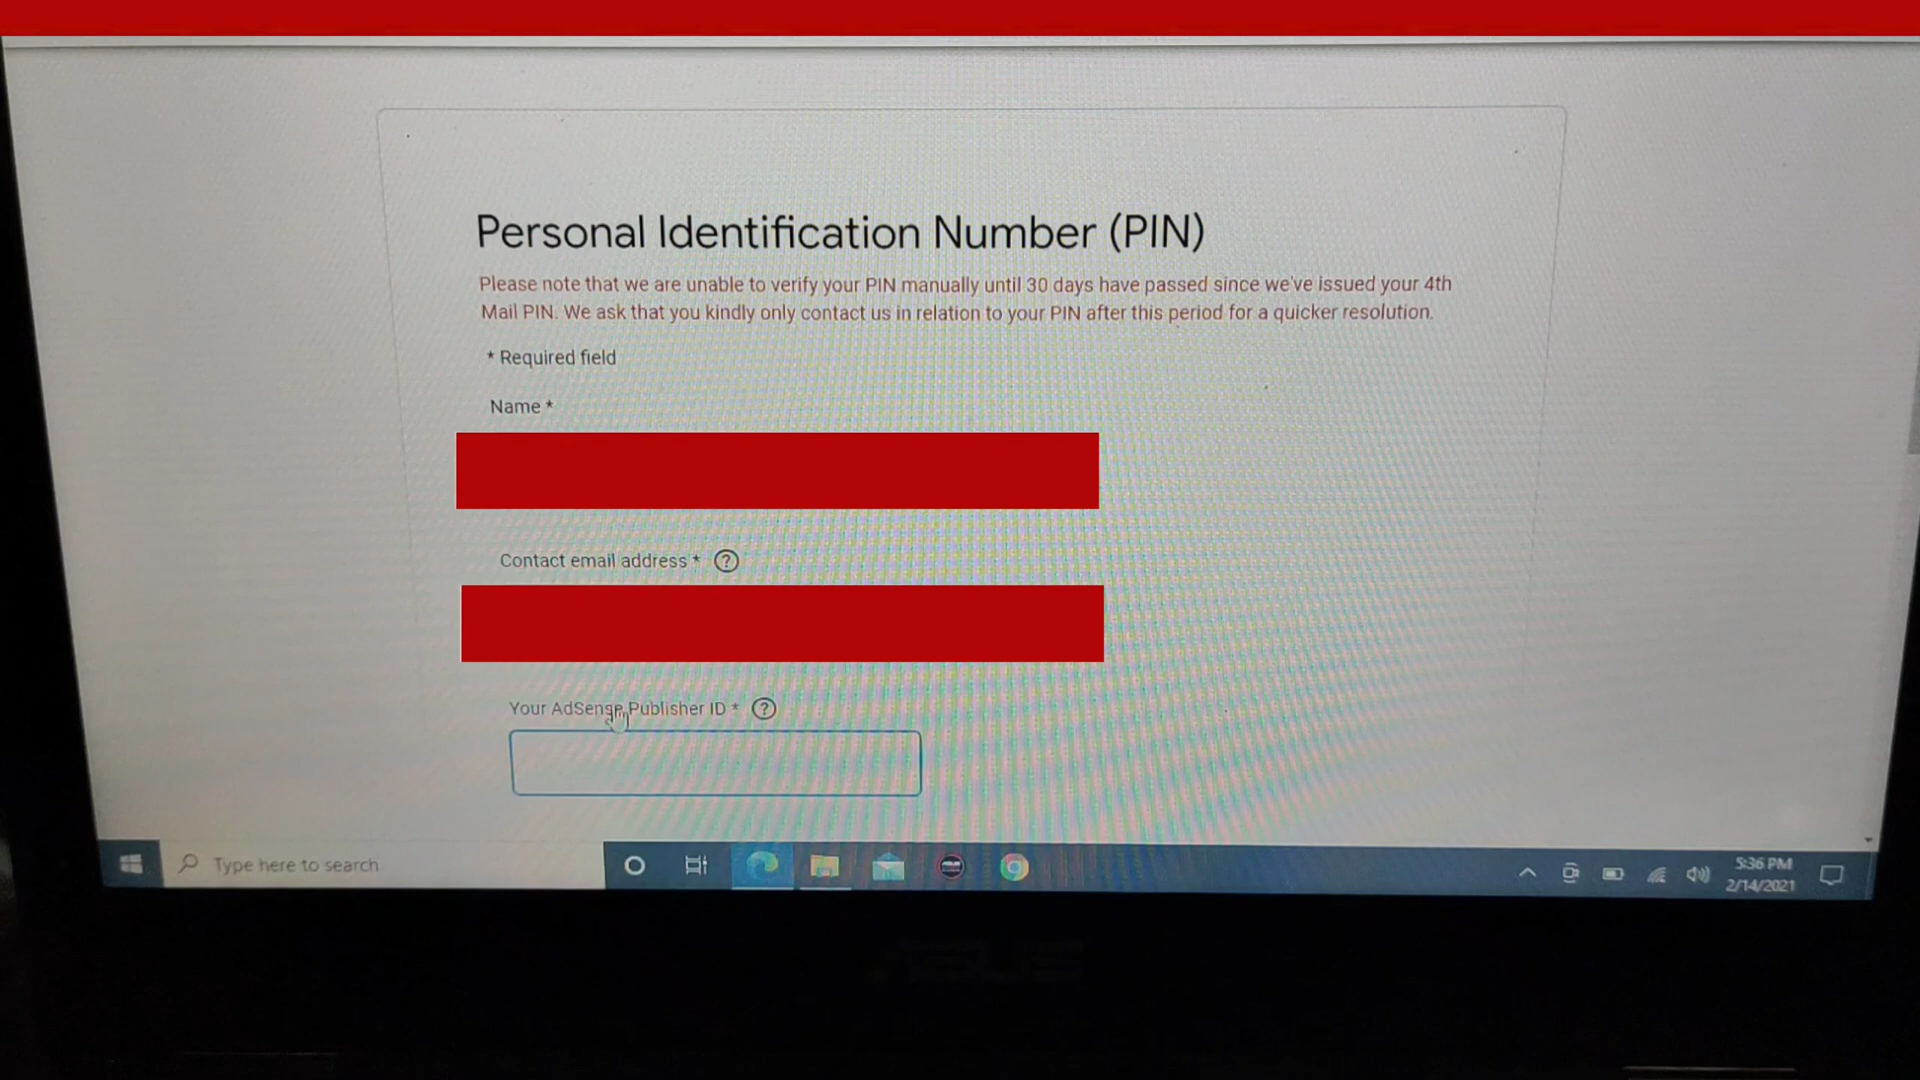 Personal Identification Number (PIN)
Please note that we are unable to verify your PIN manually until 30 days have passed since we've issued your 4th
Mail PIN. We ask that you kindly only contact us in relation to your PIN after this period for a quicker resolution.
* Required field
Name *
Contact email address * ?
Your AdSense Publisher ID * ?
Type here to search
5:36 PM
2/14/2021
ASUS